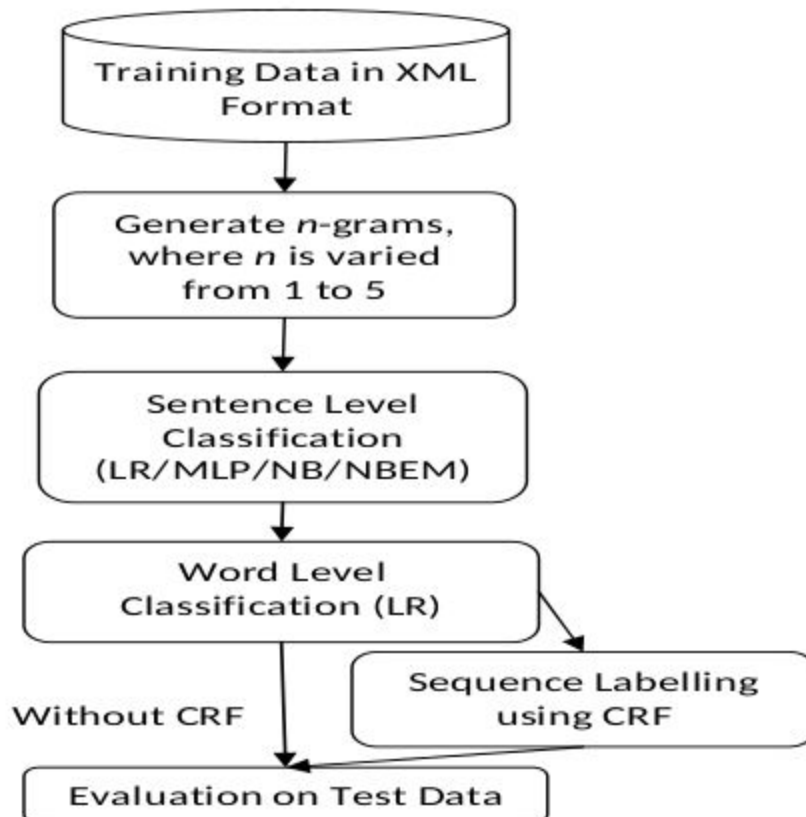 Training Data in XML
Format
Generate n-grams,
where n is varied
from 1 to 5
Sentence Level
Classification
(LR/MLP/NB/NBEM)
Word Level
Classification (LR)
Sequence Labelling
using CRF
Without CRF
Evaluation on Test Data